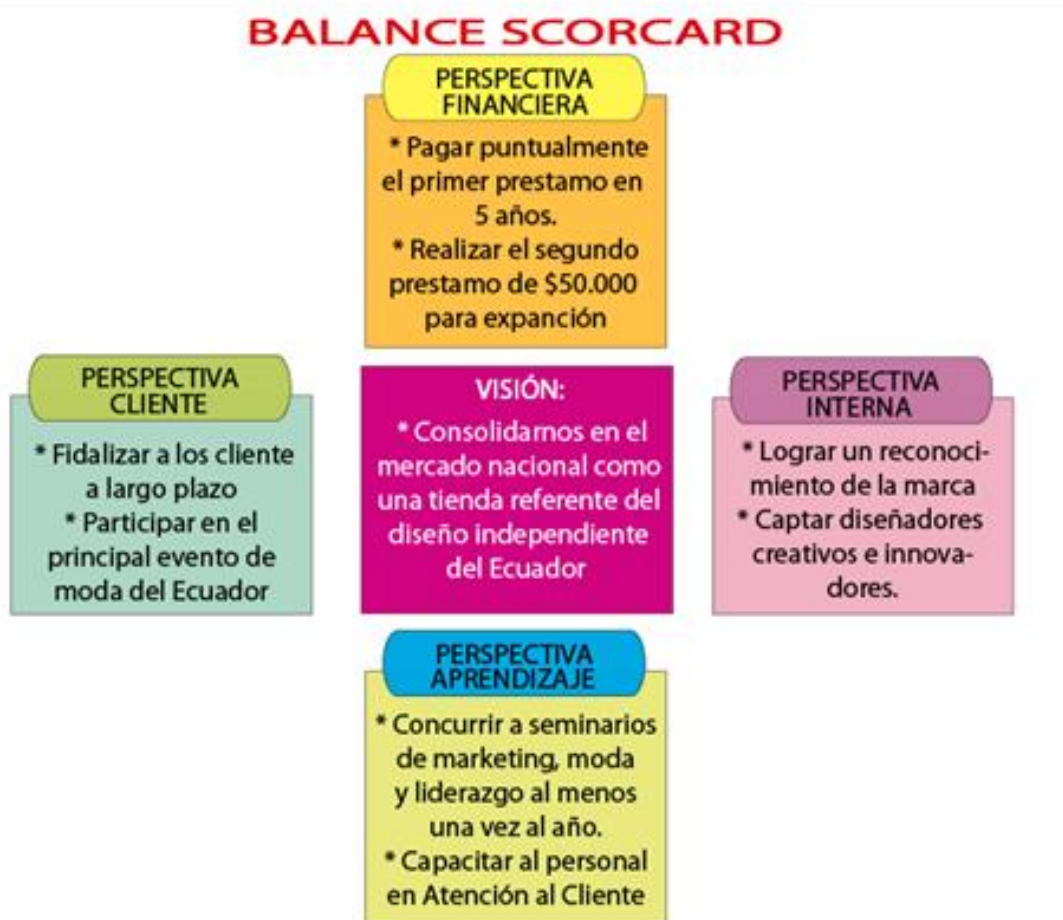 BALANCE SCORCARD
PERSPECTIVA
FINANCIERA
* Pagar puntualmente
el primer prestamo en
5 años.
* Realizar el segundo
prestamo de $50.000
para expanción
PERSPECTIVA
CLIENTE
* Fidalizar a los cliente
a largo plazo
* Participar en el
principal evento de
moda del Ecuador
VISIÓN:
* Consolidarnos en el
mercado nacional como
una tienda referente del
diseño independiente
del Ecuador
PERSPECTIVA
INTERNA
* Lograr un reconoci-
miento de la marca
* Captar diseñadores
creativos e innova-
dores.
PERSPECTIVA
APRENDIZAJE
* Concurrir a seminarios
de marketing, moda
y liderazgo al menos
una vez al año.
* Capacitar al personal
en Atención al Cliente